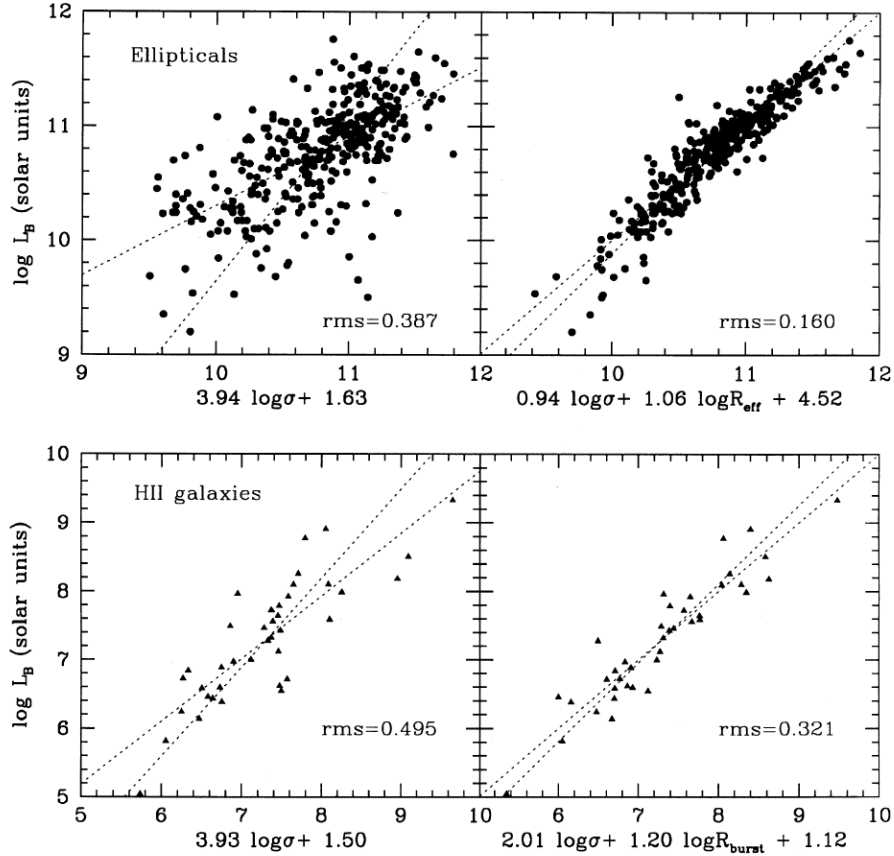 12
11
10
9
log L_B (solar units)
Ellipticals
rms=0.387
rms=0.160
9 10 11 12 10 11 12
3.94 logσ+ 1.63
0.94 logσ+ 1.06 logR_eff + 4.52
10
9
8
7
6
5
log L_B (solar units)
HII galaxies
rms=0.495
rms=0.321
5 6 7 8 9 10 6 7 8 9 10
3.93 logσ+ 1.50
2.01 logσ+ 1.20 logR_burst + 1.12